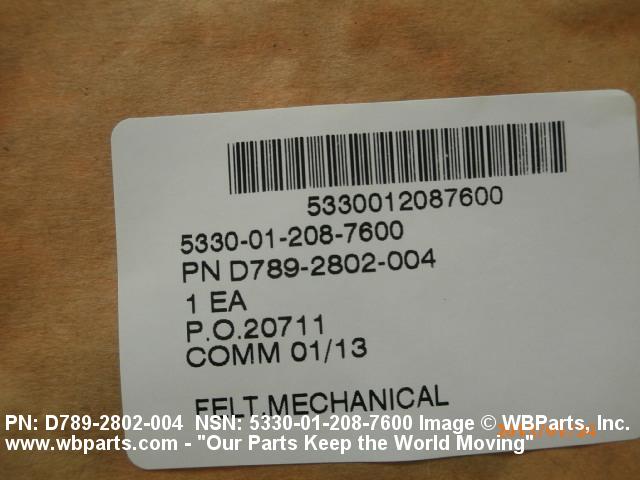 5330012087600
5330-01-208-7600
PN D789-2802-004
1 EA
P.O.20711
COMM 01/13
FELT,MECHANICAL
PN: D789-2802-004 NSN: 5330-01-208-7600 Image © WBParts, Inc.
www.wbparts.com - "Our Parts Keep the World Moving"